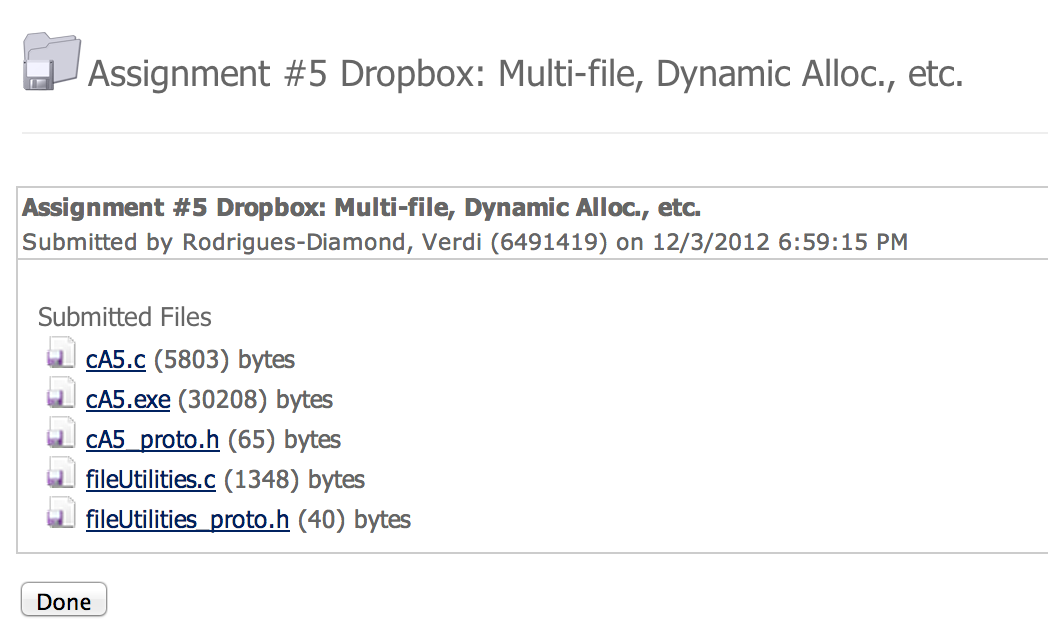 Assignment #5 Dropbox: Multi-file, Dynamic Alloc., etc.
Assignment #5 Dropbox: Multi-file, Dynamic Alloc., etc.
Submitted by Rodrigues-Diamond, Verdi (6491419) on 12/3/2012 6:59:15 PM
Submitted Files
cA5.c (5803) bytes
cA5.exe (30208) bytes
cA5_proto.h (65) bytes
fileUtilities.c (1348) bytes
fileUtilities_proto.h (40) bytes
Done